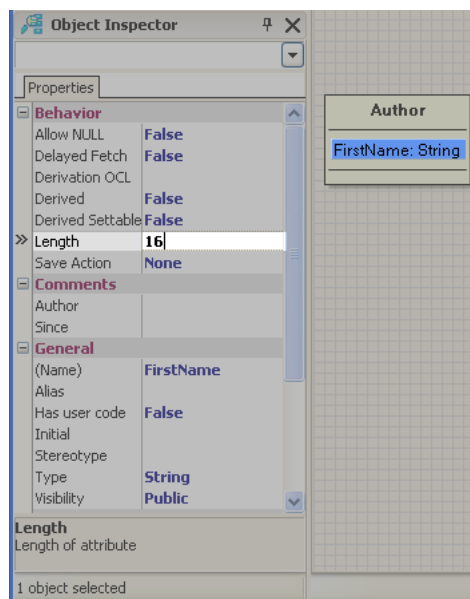 Object Inspector
Properties
Behavior
Allow NULL False
Delayed Fetch False
Derivation OCL
Derived False
Derived Settable False
Length 16
Save Action None
Comments
Author
Since
General
(Name) FirstName
Alias
Has user code False
Initial
Stereotype
Type String
Visibility Public
Length
Length of attribute
1 object selected
Author
FirstName: String